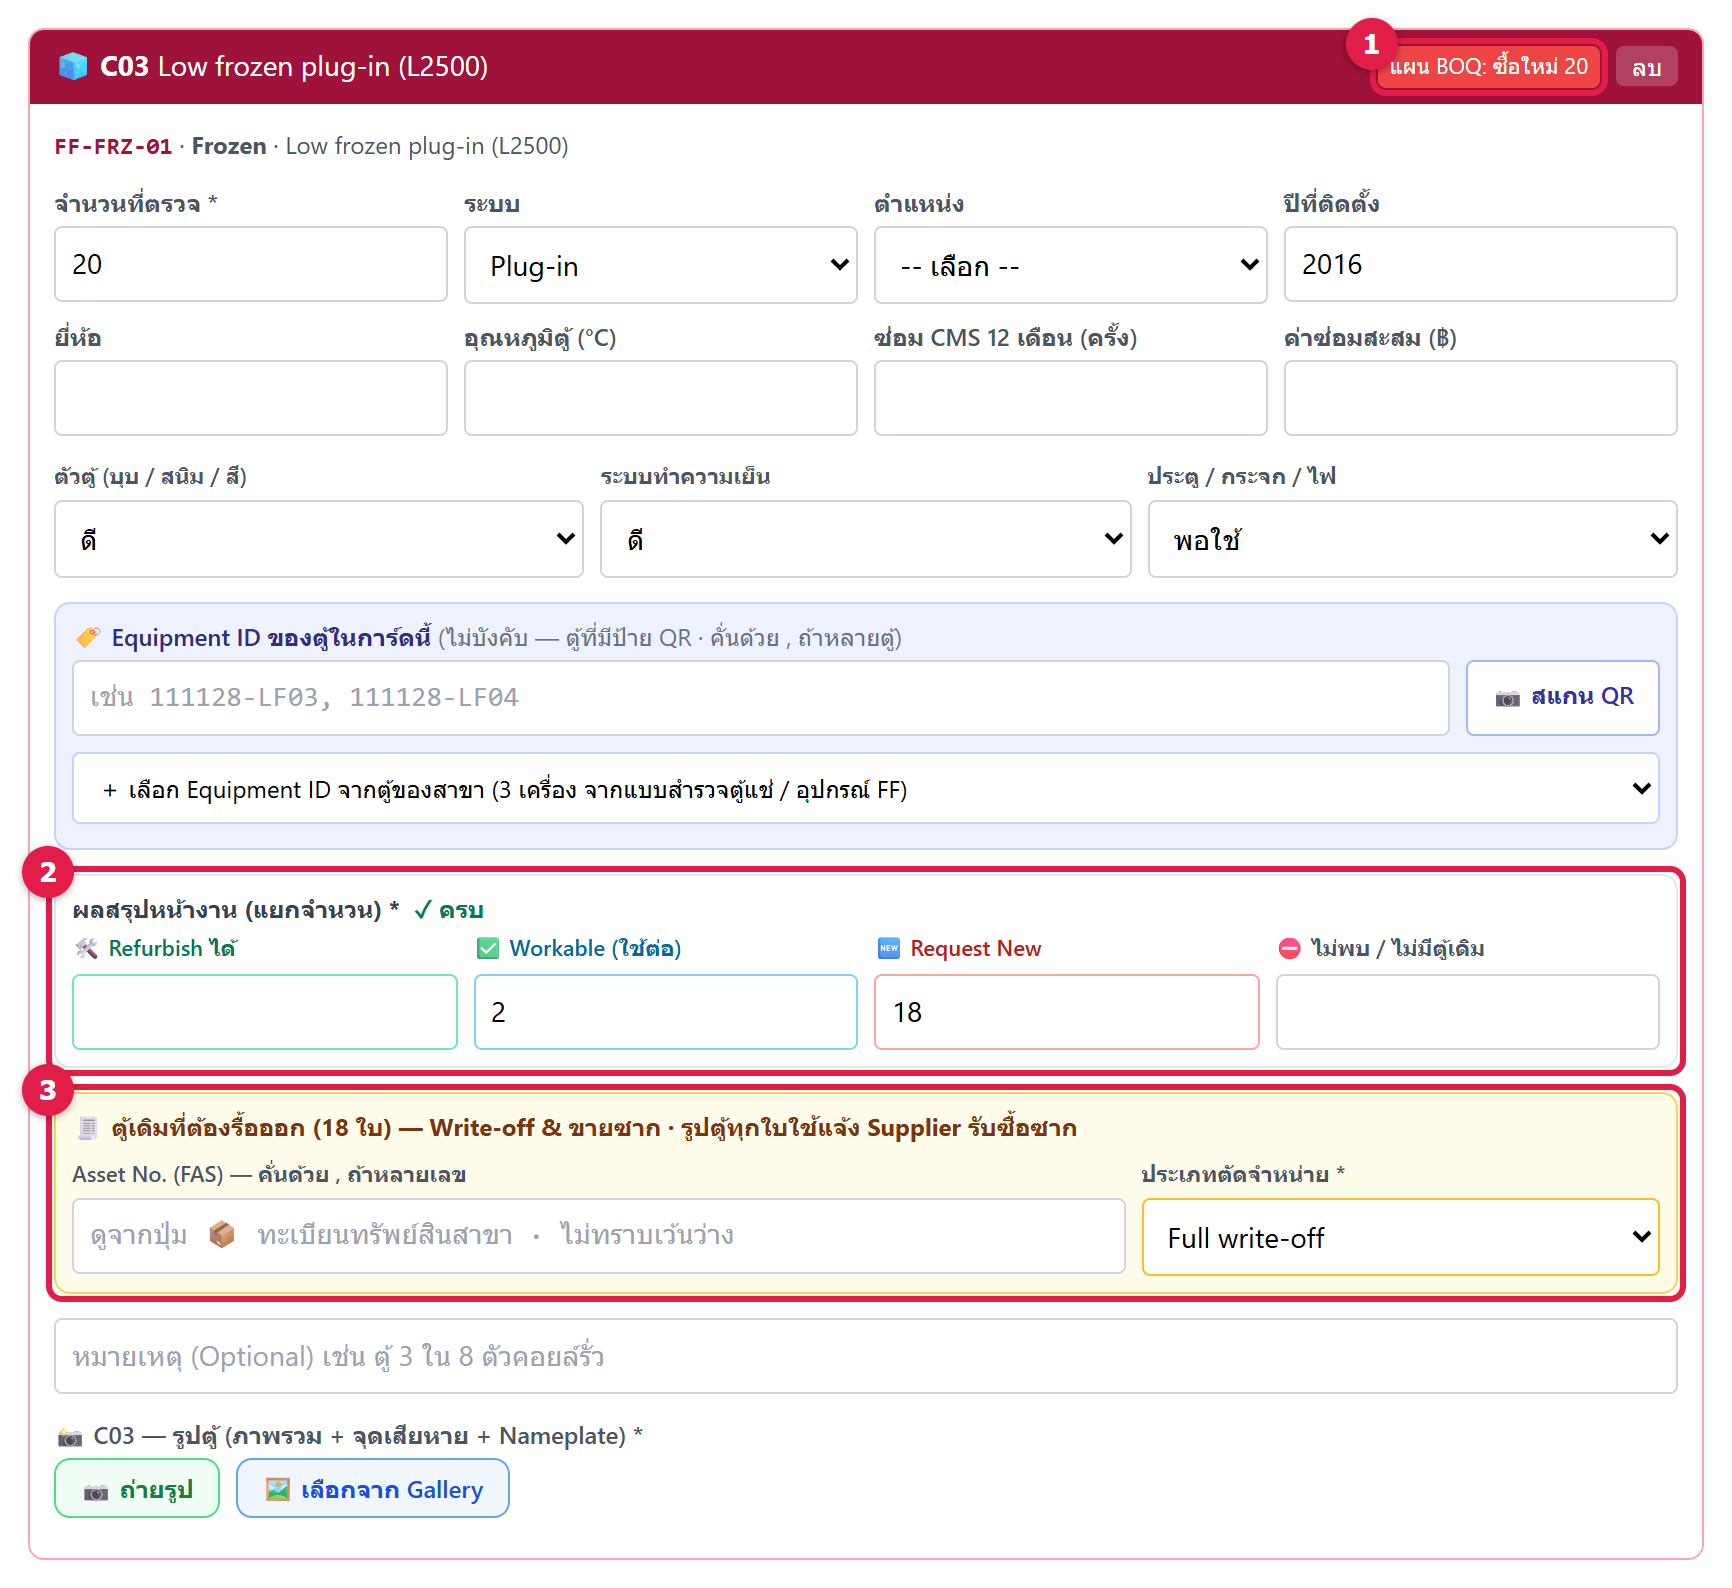 1
C03 Low frozen plug-in (L2500)
แผน BOQ: ซื้อใหม่ 20
ลบ
FF-FRZ-01 · Frozen · Low frozen plug-in (L2500)
จำนวนที่ตรวจ *
ระบบ
ตำแหน่ง
ปีที่ติดตั้ง
20
Plug-in
-- เลือก --
2016
ยี่ห้อ
อุณหภูมิตู้ (°C)
ซ่อม CMS 12 เดือน (ครั้ง)
ค่าซ่อมสะสม (฿)
ตัวตู้ (บุบ / สนิม / สี)
ระบบทำความเย็น
ประตู / กระจก / ไฟ
ดี
ดี
พอใช้
Equipment ID ของตู้ในการ์ดนี้ (ไม่บังคับ — ตู้ที่มีป้าย QR · คั่นด้วย , ถ้าหลายตู้)
เช่น 111128-LF03, 111128-LF04
สแกน QR
+ เลือก Equipment ID จากตู้ของสาขา (3 เครื่อง จากแบบสำรวจตู้แช่ / อุปกรณ์ FF)
2
ผลสรุปหน้างาน (แยกจำนวน) * ✓ ครบ
Refurbish ได้
Workable (ใช้ต่อ)
NEW Request New
ไม่พบ / ไม่มีตู้เดิม
2
18
3
ตู้เดิมที่ต้องรื้อออก (18 ใบ) — Write-off & ขายซาก · รูปตู้ทุกใบใช้แจ้ง Supplier รับซื้อซาก
Asset No. (FAS) — คั่นด้วย , ถ้าหลายเลข
ประเภทตัดจำหน่าย *
ดูจากปุ่ม 📦 ทะเบียนทรัพย์สินสาขา · ไม่ทราบเว้นว่าง
Full write-off
หมายเหตุ (Optional) เช่น ตู้ 3 ใน 8 ตัวคอยล์รั่ว
C03 — รูปตู้ (ภาพรวม + จุดเสียหาย + Nameplate) *
ถ่ายรูป
เลือกจาก Gallery